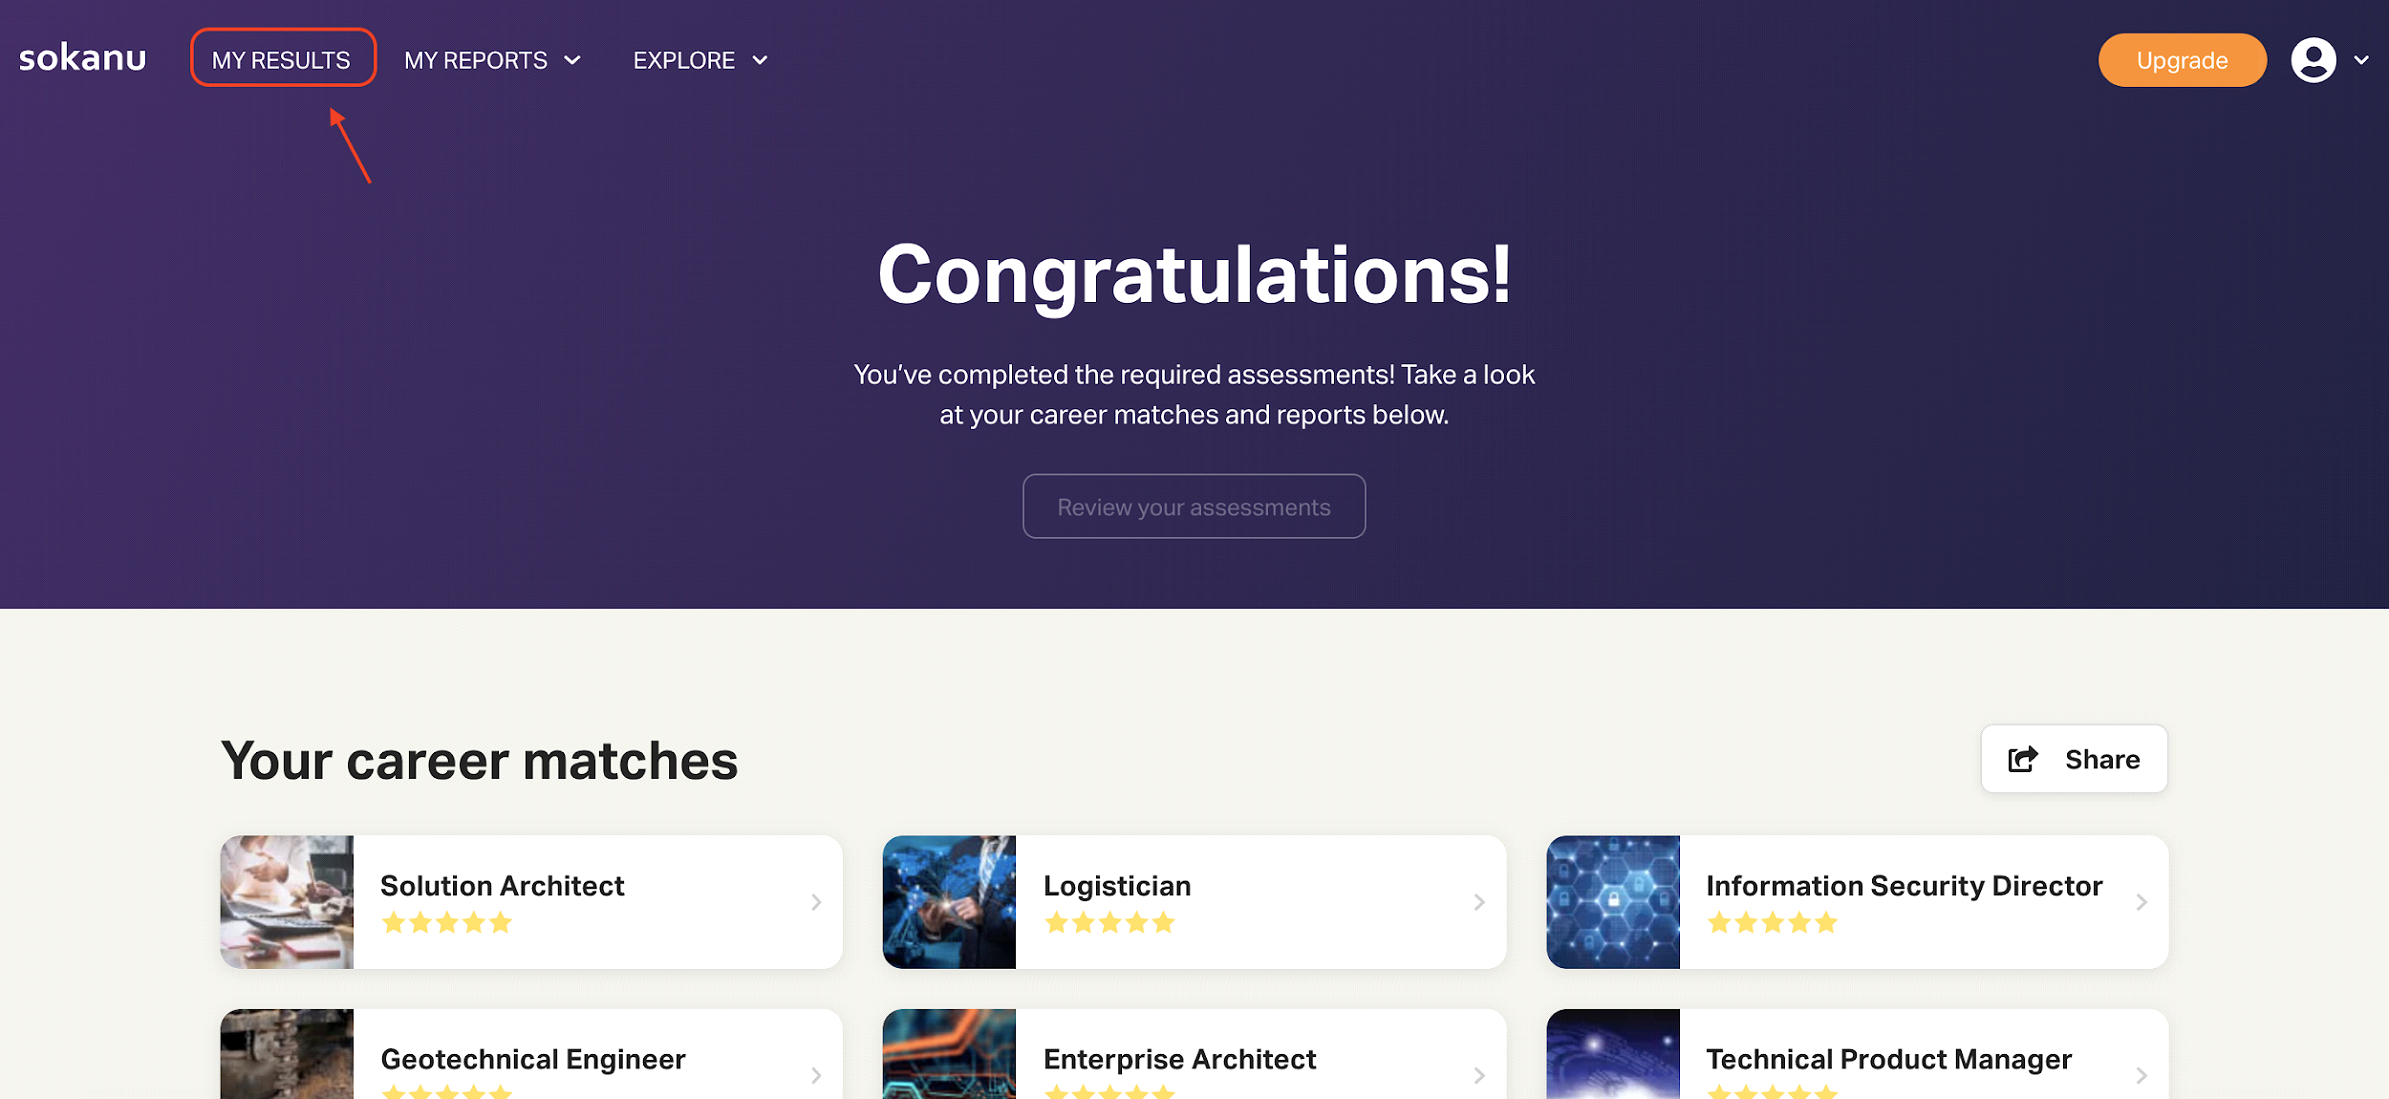 sokanu
MY RESULTS
MY REPORTS
EXPLORE
Upgrade
Congratulations!
You’ve completed the required assessments! Take a look
at your career matches and reports below.
Review your assessments
Your career matches
Share
Solution Architect
Logistician
Information Security Director
Geotechnical Engineer
Enterprise Architect
Technical Product Manager